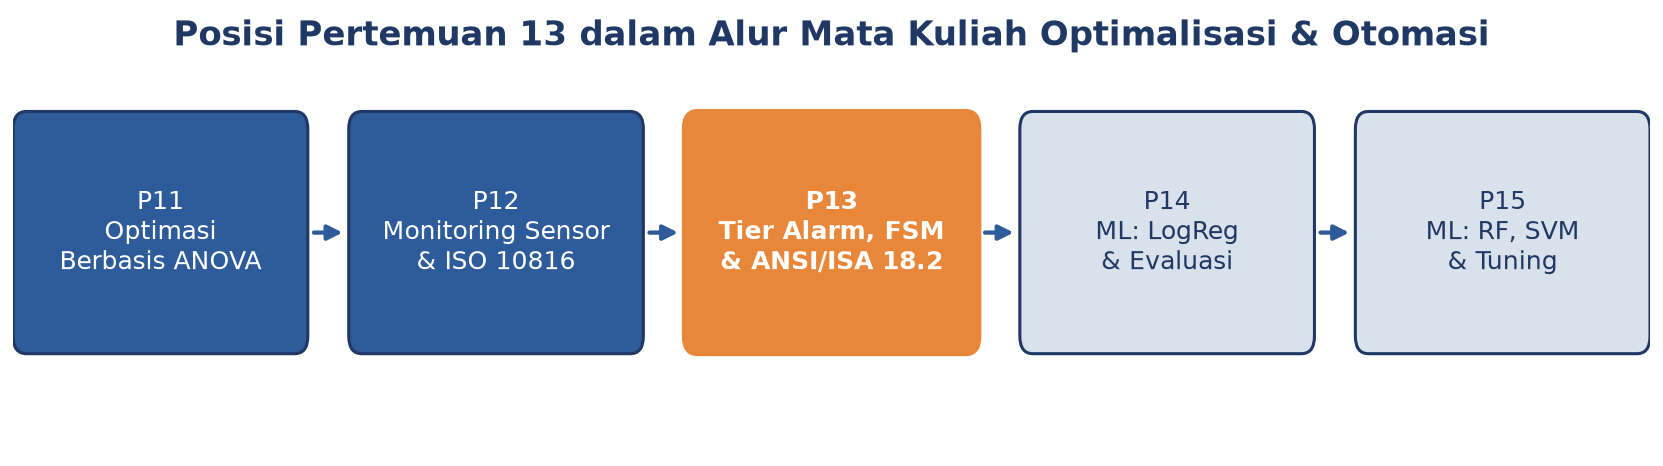 Posisi Pertemuan 13 dalam Alur Mata Kuliah Optimalisasi & Otomasi
P11
Optimasi
Berbasis ANOVA
P12
Monitoring Sensor
& ISO 10816
P13
Tier Alarm, FSM
& ANSI/ISA 18.2
P14
ML: LogReg
& Evaluasi
P15
ML: RF, SVM
& Tuning